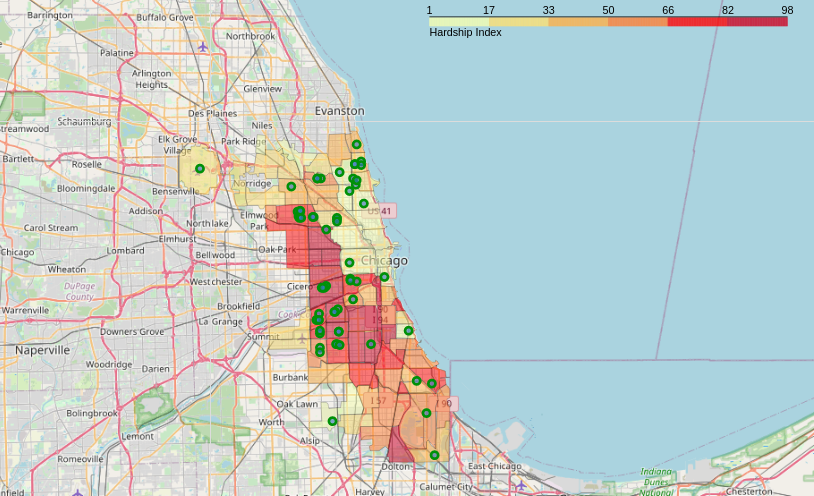 1 17 33 50 66 82 98
Hardship Index
Barrington
Buffalo Grove
Northbrook
Palatine
Arlington
Heights
Glenview
Evanston
Des Plaines
Schaumburg
Niles
Streamwood
Elk Grove
Village
Park Ridge
Bartlett
Roselle
Norridge
Bloomingdale
Bensenville
Addison
Elmwood
Park
US 41
Northlake
Carol Stream
Elmhurst
Oak Park
Chicago
Lombard
Bellwood
Chicago
Wheaton
DuPage
County
Westchester
Cicero
Brookfield
Cook
I 90
I 94
Warrenville
La Grange
Downers Grove
Summit
Naperville
Woodridge
Darien
Burbank
I 57
I 90
Oak Lawn
Bolingbrook
Worth
Lemont
Alsip
Romeoville
Dolton
East Chicago
Indiana
Dunes
National
Calumet City
Harvey
Chesterton